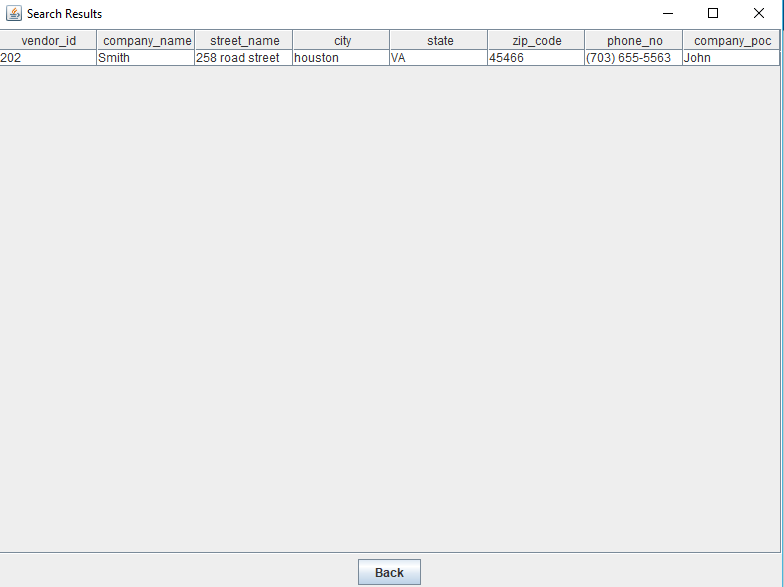 Search Results
vendor_id company_name street_name city state zip_code phone_no company_poc
202 Smith 258 road street houston VA 45466 (703) 655-5563 John
Back